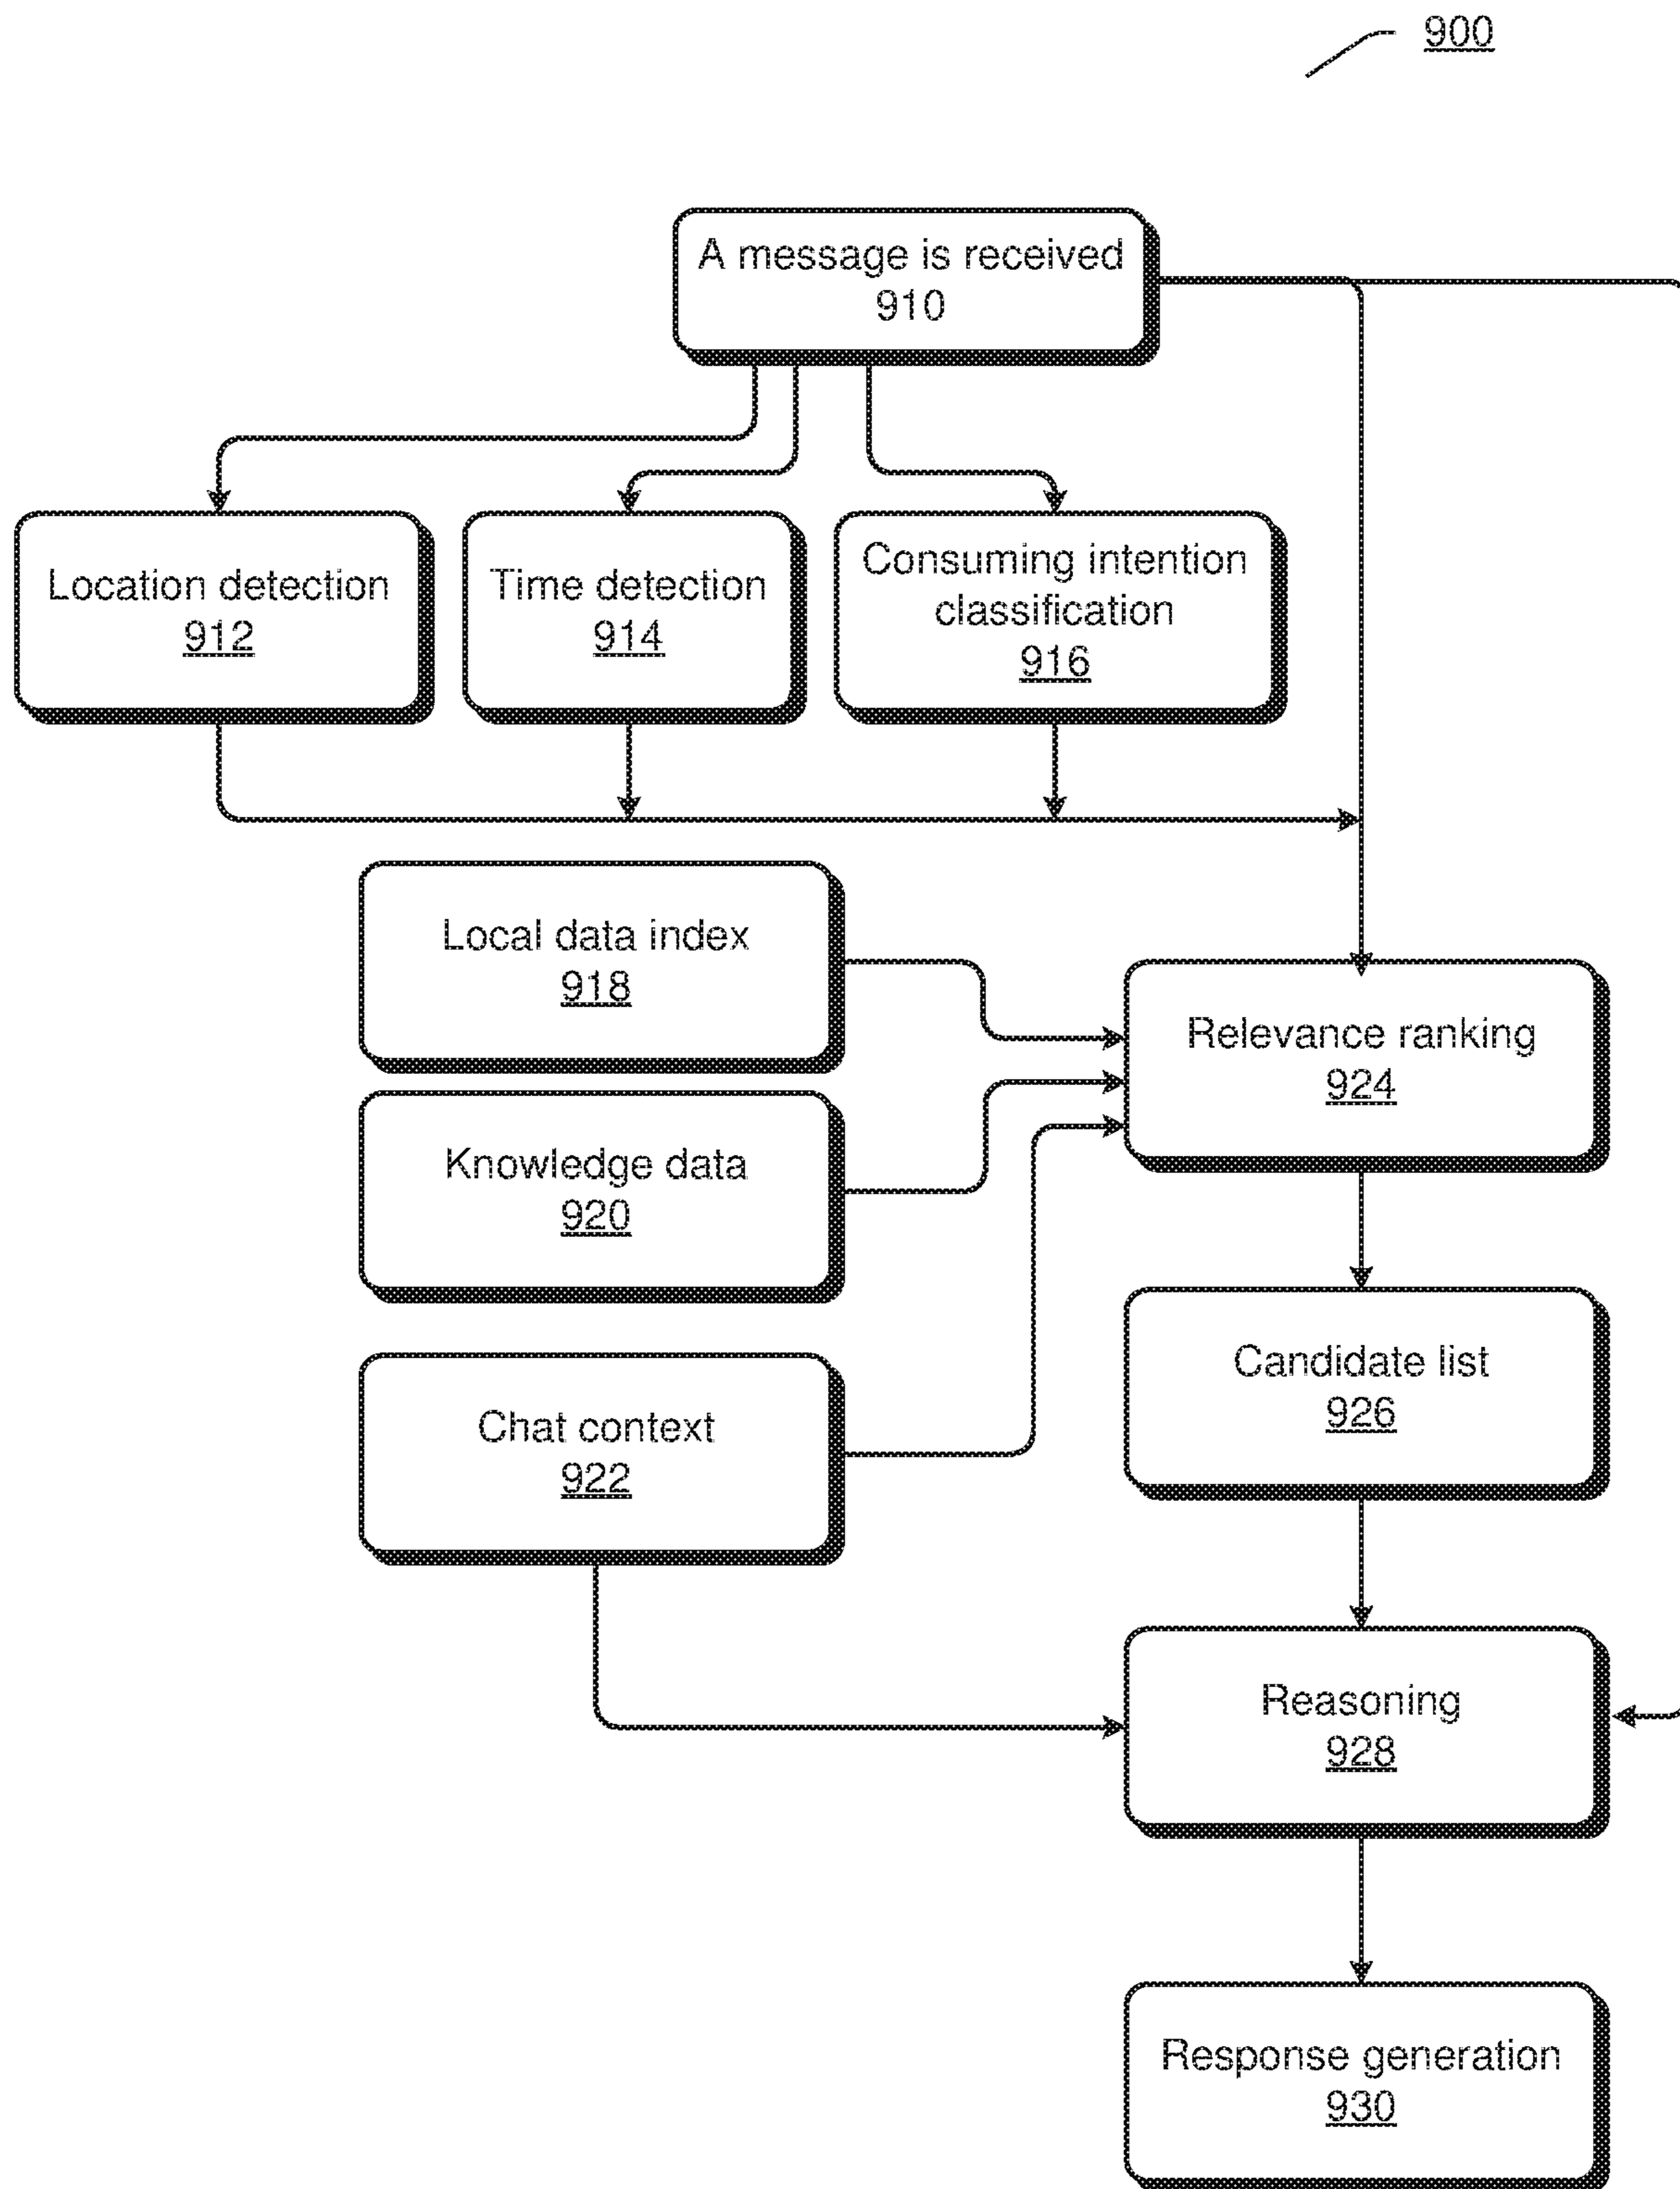 900
A message is received
910
Location detection
912
Time detection
914
Consuming intention
classification
916
Local data index
918
Relevance ranking
924
Knowledge data
920
Candidate list
926
Chat context
922
Reasoning
928
Response generation
930